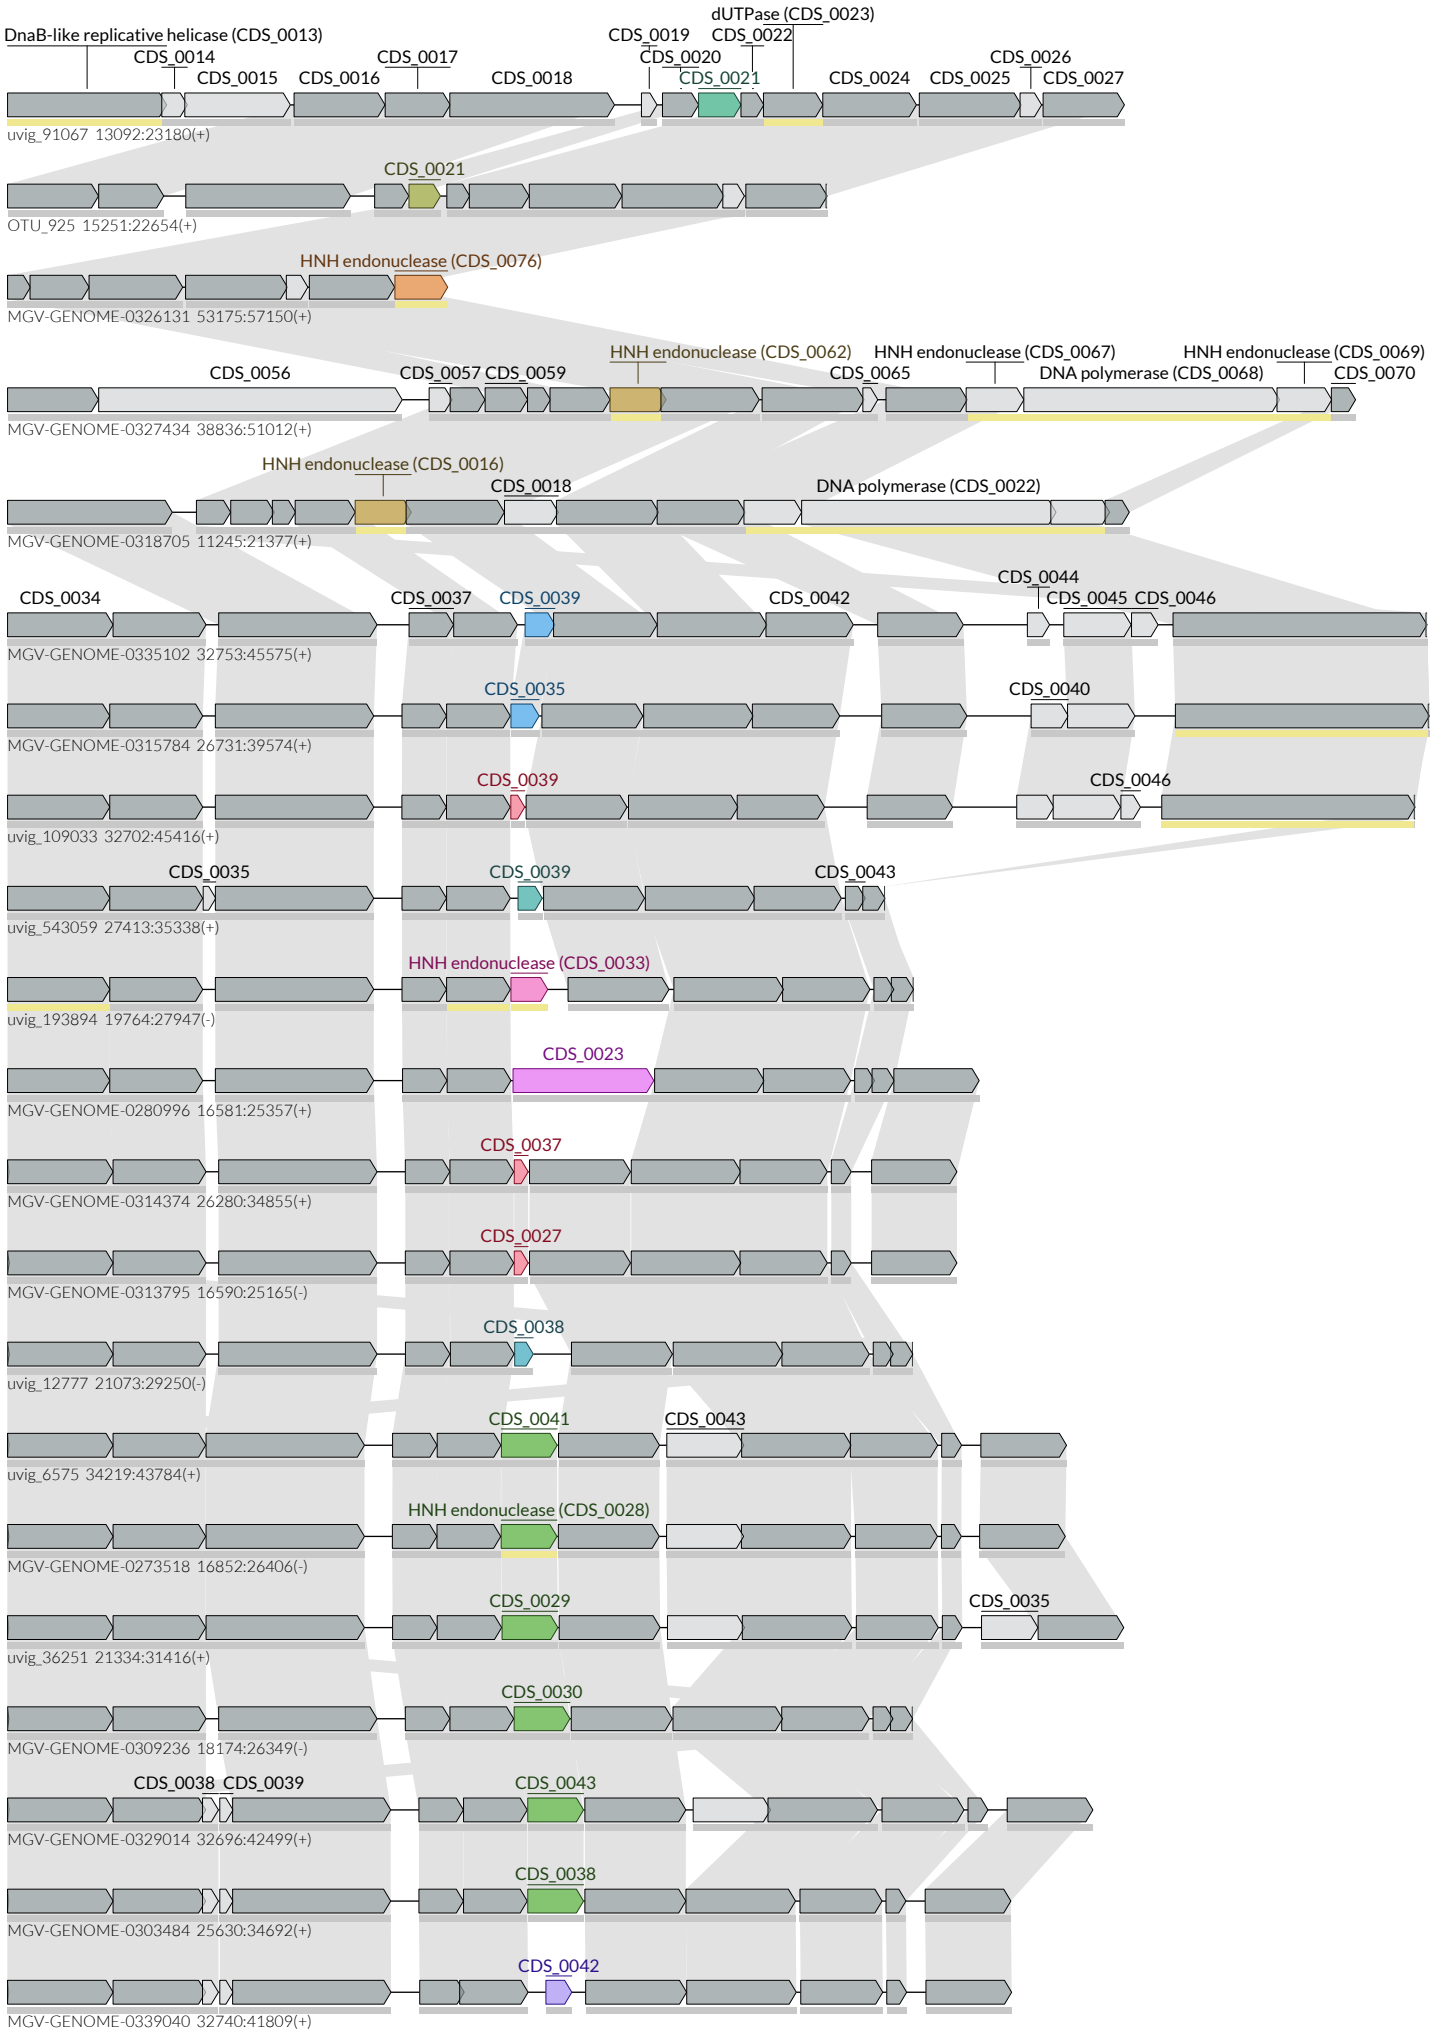 dUTPase (CDS_0023)
DnaB-like replicative helicase (CDS_0013) CDS_0019 CDS_0022
CDS_0014 CDS_0017 CDS_0020 CDS_0026
CDS_0015 CDS_0016 CDS_0018 CDS_0021 CDS_0024 CDS_0025 CDS_0027
uvig_91067 13092:23180(+)
CDS_0021
OTU_925 15251:22654(+)
HNH endonuclease (CDS_0076)
MGV-GENOME-0326131 53175:57150(+)
HNH endonuclease (CDS_0062) HNH endonuclease (CDS_0067) HNH endonuclease (CDS_0069)
CDS_0056 CDS_0057 CDS_0059 CDS_0065 DNA polymerase (CDS_0068) CDS_0070
MGV-GENOME-0327434 38836:51012(+)
HNH endonuclease (CDS_0016)
CDS_0018 DNA polymerase (CDS_0022)
MGV-GENOME-0318705 11245:21377(+)
CDS_0044
CDS_0034 CDS_0037 CDS_0039 CDS_0042 CDS_0045 CDS_0046
MGV-GENOME-0335102 32753:45575(+)
CDS_0035 CDS_0040
MGV-GENOME-0315784 26731:39574(+)
CDS_0039 CDS_0046
uvig_109033 32702:45416(+)
CDS_0035 CDS_0039 CDS_0043
uvig_543059 27413:35338(+)
HNH endonuclease (CDS_0033)
uvig_193894 19764:27947(-)
CDS_0023
MGV-GENOME-0280996 16581:25357(+)
CDS_0037
MGV-GENOME-0314374 26280:34855(+)
CDS_0027
MGV-GENOME-0313795 16590:25165(-)
CDS_0038
uvig_12777 21073:29250(-)
CDS_0041 CDS_0043
uvig_6575 34219:43784(+)
HNH endonuclease (CDS_0028)
MGV-GENOME-0273518 16852:26406(-)
CDS_0029 CDS_0035
uvig_36251 21334:31416(+)
CDS_0030
MGV-GENOME-0309236 18174:26349(-)
CDS_0038 CDS_0039 CDS_0043
MGV-GENOME-0329014 32696:42499(+)
CDS_0038
MGV-GENOME-0303484 25630:34692(+)
CDS_0042
MGV-GENOME-0339040 32740:41809(+)